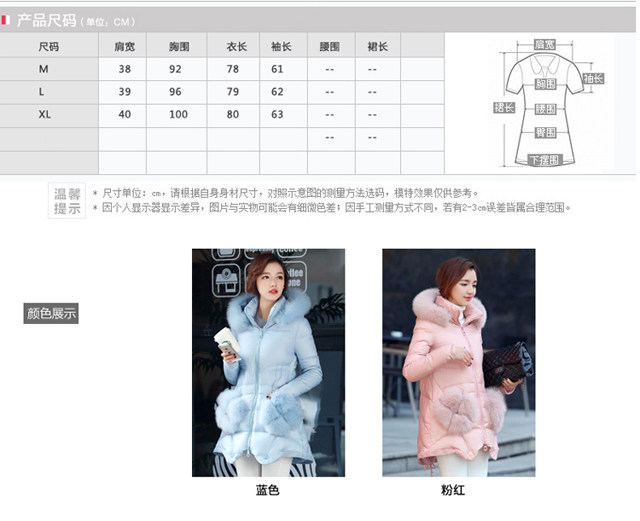 产品尺码（单位：CM）
尺码 肩宽 胸围 衣长 袖长 腰围 裙长
M 38 92 78 61 -- --
L 39 96 79 62 -- --
XL 40 100 80 63 -- --
-- --
肩宽
袖长
胸围
裙长
腰围
臀围
下摆围
温馨
提示
* 尺寸单位：cm，请根据自身身材尺寸，对照示意图的测量方法选码，模特效果仅供参考。
* 因个人显示器显示差异，图片与实物可能会有细微色差；因手工测量方式不同，若有2-3cm误差皆属合理范围。
颜色展示
coffee
one
蓝色
粉红